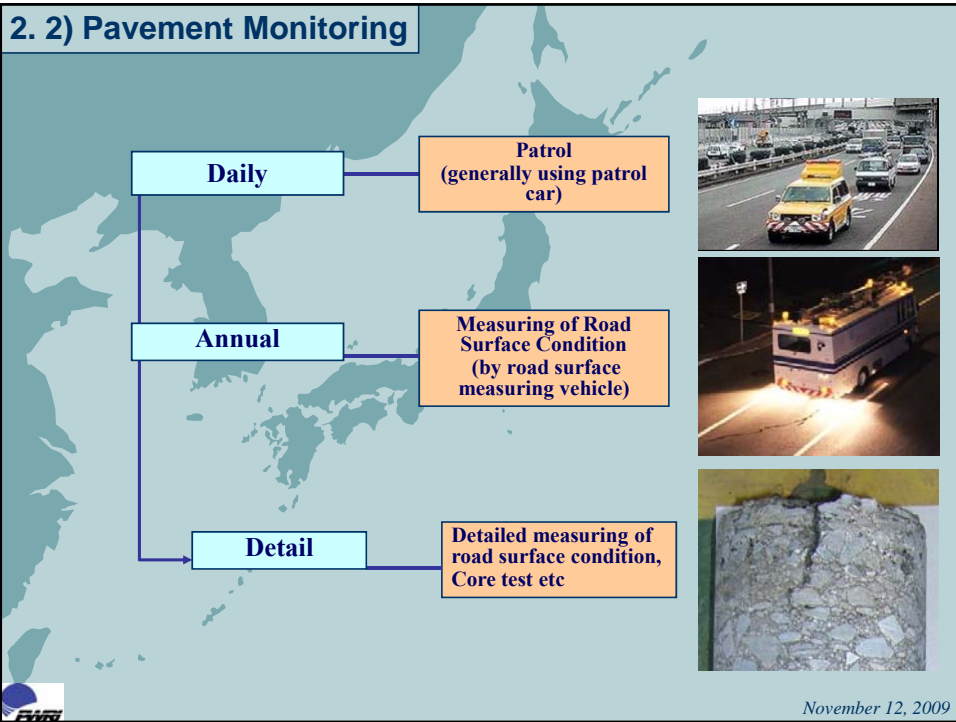 2. 2) Pavement Monitoring
Daily
Patrol
(generally using patrol
car)
Annual
Measuring of Road
Surface Condition
(by road surface
measuring vehicle)
Detail
Detailed measuring of
road surface condition,
Core test etc
PWRI
November 12, 2009